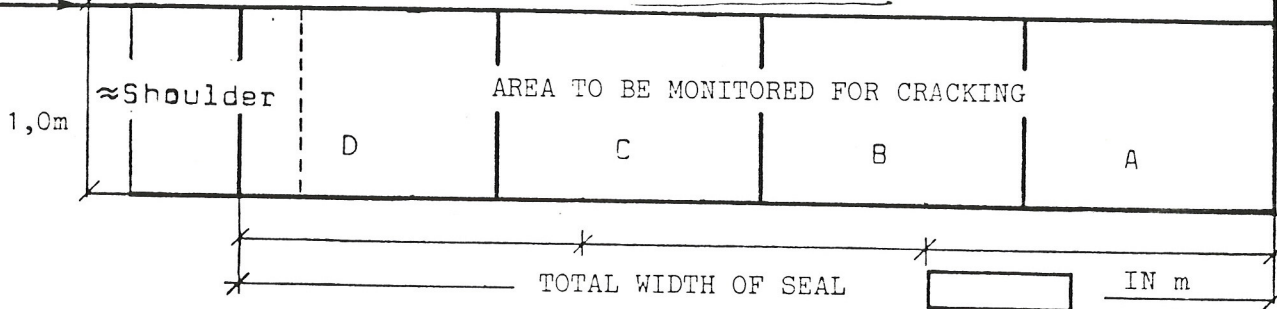 ≈Shoulder
AREA TO BE MONITORED FOR CRACKING
1,0m
D
C
B
A
TOTAL WIDTH OF SEAL IN m